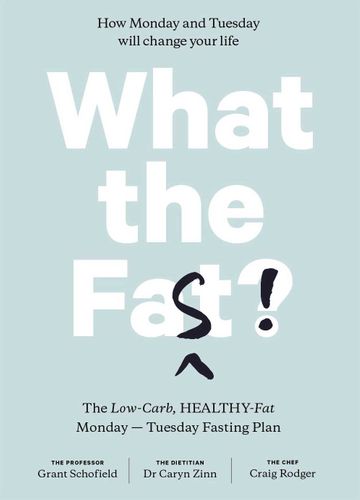 How Monday and Tuesday
will change your life
What
the
Fast!?
The Low-Carb, HEALTHY-Fat
Monday — Tuesday Fasting Plan
THE PROFESSOR
Grant Schofield
THE DIETITIAN
Dr Caryn Zinn
THE CHEF
Craig Rodger